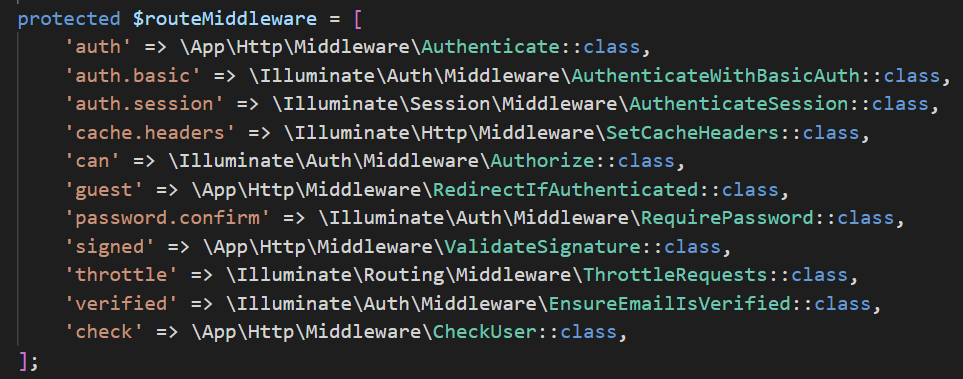 protected $routeMiddleware = [
'auth' => \App\Http\Middleware\Authenticate::class,
'auth.basic' => \Illuminate\Auth\Middleware\AuthenticateWithBasicAuth::class,
'auth.session' => \Illuminate\Session\Middleware\AuthenticateSession::class,
'cache.headers' => \Illuminate\Http\Middleware\SetCacheHeaders::class,
'can' => \Illuminate\Auth\Middleware\Authorize::class,
'guest' => \App\Http\Middleware\RedirectIfAuthenticated::class,
'password.confirm' => \Illuminate\Auth\Middleware\RequirePassword::class,
'signed' => \App\Http\Middleware\ValidateSignature::class,
'throttle' => \Illuminate\Routing\Middleware\ThrottleRequests::class,
'verified' => \Illuminate\Auth\Middleware\EnsureEmailIsVerified::class,
'check' => \App\Http\Middleware\CheckUser::class,
];